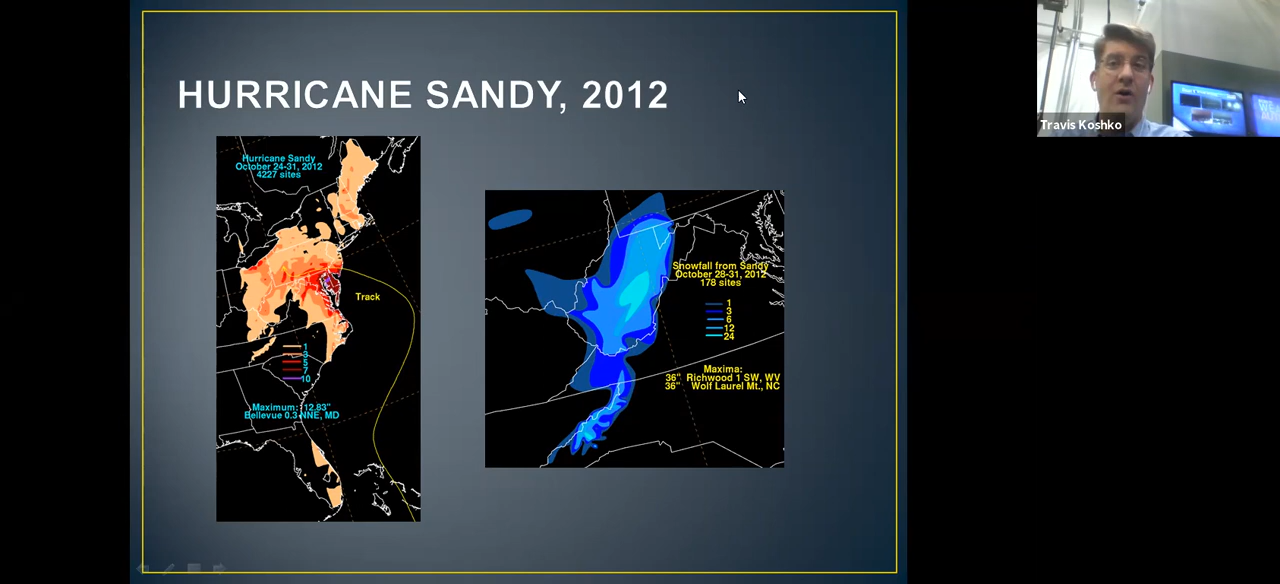 HURRICANE SANDY, 2012
Hurricane Sandy
October 24-31, 2012
4227 sites
Track
1
3
5
7
10
Maximum: 12.83"
Bellevue 0.3 NNE, MD
Snowfall from Sandy
October 28-31, 2012
178 sites
1
3
6
12
24
Maxima:
36" Richwood 1 SW, WV
36" Wolf Laurel Mt., NC
Travis Koshko